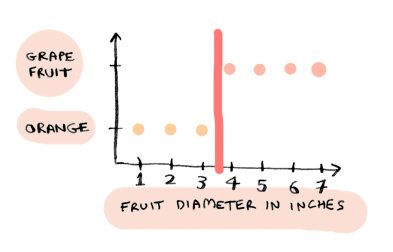 GRAPE
FRUIT
ORANGE
1 2 3 4 5 6 7
FRUIT DIAMETER IN INCHES